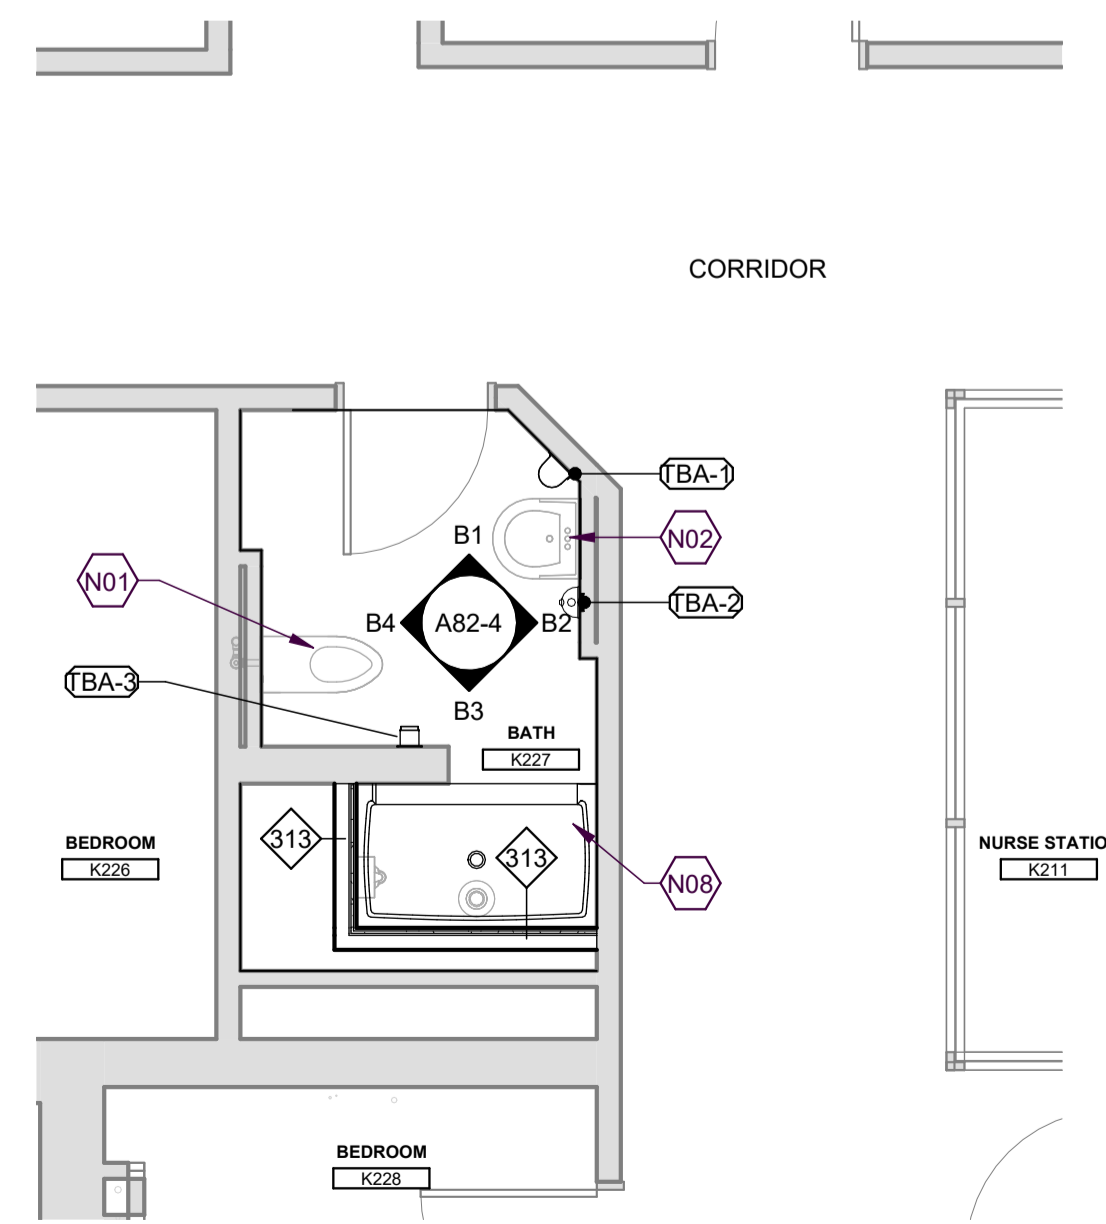 CORRIDOR
TBA-1
B1
N02
N01
TBA-2
B4
A82-4
B2
TBA-3
B3
BATH
K227
313
BEDROOM
K226
313
NURSE STATIO
K211
N08
BEDROOM
K228